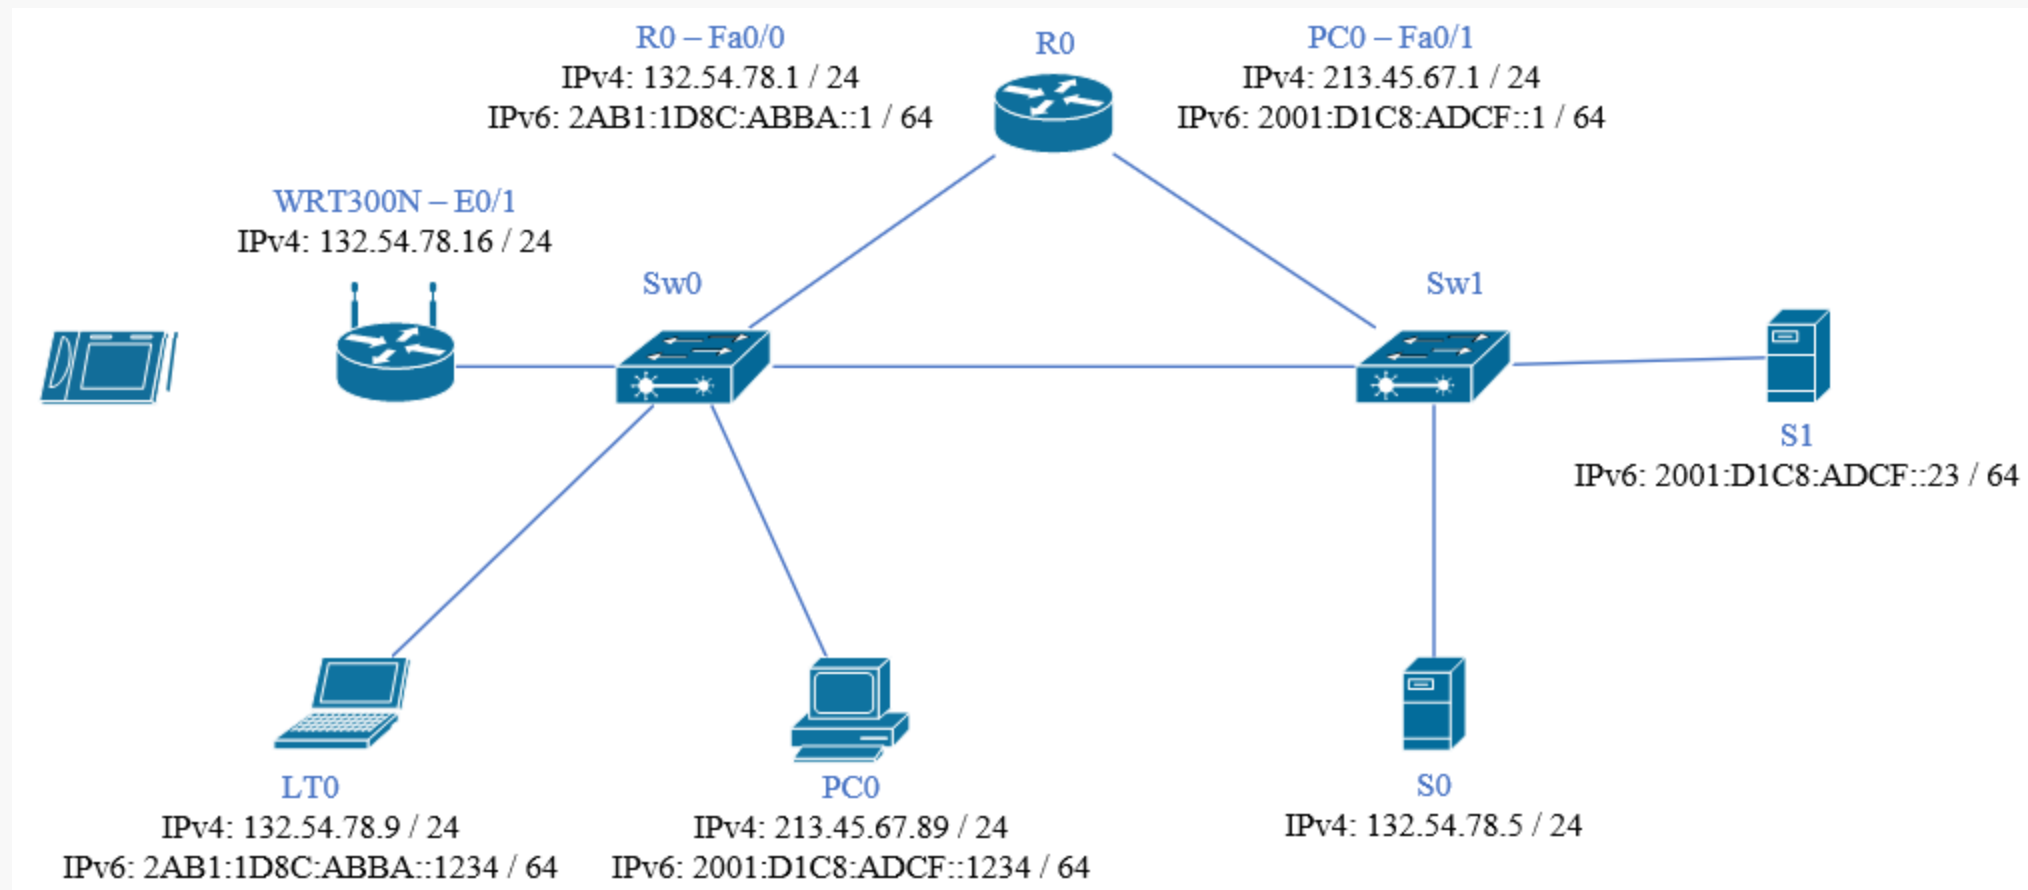 R0 – Fa0/0
IPv4: 132.54.78.1 / 24
IPv6: 2AB1:1D8C:ABBA::1 / 64
R0
PC0 – Fa0/1
IPv4: 213.45.67.1 / 24
IPv6: 2001:D1C8:ADCF::1 / 64
WRT300N – E0/1
IPv4: 132.54.78.16 / 24
Sw0
Sw1
S1
IPv6: 2001:D1C8:ADCF::23 / 64
LT0
IPv4: 132.54.78.9 / 24
IPv6: 2AB1:1D8C:ABBA::1234 / 64
PC0
IPv4: 213.45.67.89 / 24
IPv6: 2001:D1C8:ADCF::1234 / 64
S0
IPv4: 132.54.78.5 / 24